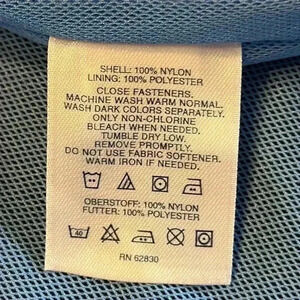 SHELL: 100% NYLON
LINING: 100% POLYESTER
CLOSE FASTENERS.
MACHINE WASH WARM NORMAL.
WASH DARK COLORS SEPARATELY.
ONLY NON-CHLORINE
BLEACH WHEN NEEDED.
TUMBLE DRY LOW.
REMOVE PROMPTLY.
DO NOT USE FABRIC SOFTENER.
WARM IRON IF NEEDED.
OBERSTOFF: 100% NYLON
FUTTER: 100% POLYESTER
40
RN 62830